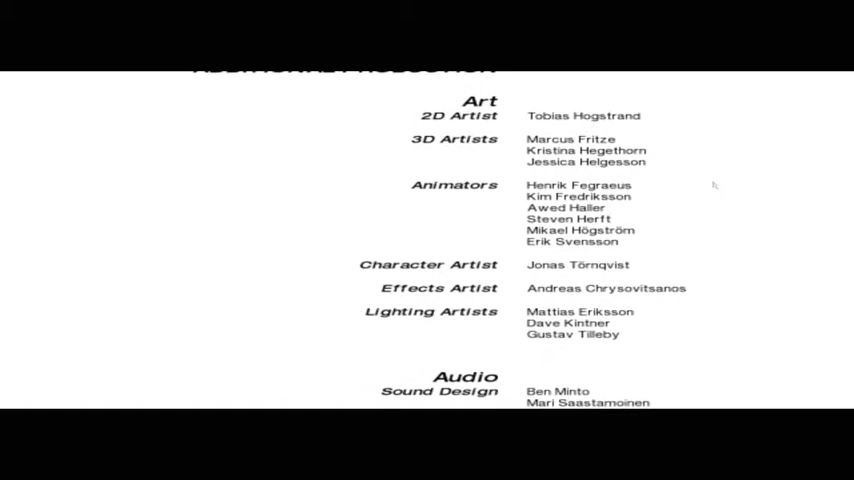 ADDITIONAL PRODUCTION
Art
2D Artist Tobias Hogstrand
3D Artists Marcus Fritze
Kristina Hegethorn
Jessica Helgesson
Animators Henrik Fegraeus
Kim Fredriksson
Awed Haller
Steven Herft
Mikael Högström
Erik Svensson
Character Artist Jonas Törnqvist
Effects Artist Andreas Chrysovitsanos
Lighting Artists Mattias Eriksson
Dave Kintner
Gustav Tilleby
Audio
Sound Design Ben Minto
Mari Saastamoinen